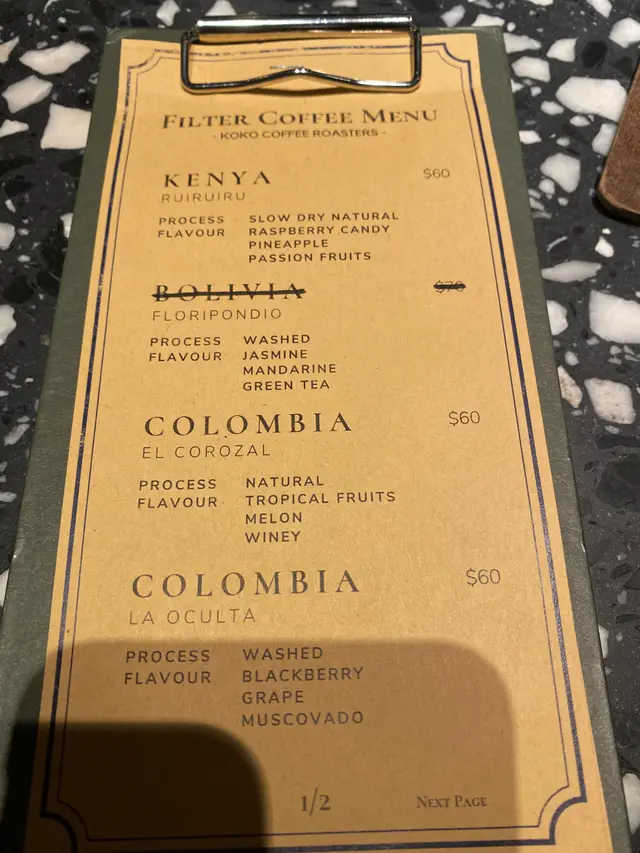 FILTER COFFEE MENU
- KOKO COFFEE ROASTERS -
KENYA $60
RUIRUIRU
PROCESS SLOW DRY NATURAL
FLAVOUR RASPBERRY CANDY
PINEAPPLE
PASSION FRUITS
BOLIVIA $70
FLORIPONDIO
PROCESS WASHED
FLAVOUR JASMINE
MANDARINE
GREEN TEA
COLOMBIA $60
EL COROZAL
PROCESS NATURAL
FLAVOUR TROPICAL FRUITS
MELON
WINEY
COLOMBIA $60
LA OCULTA
PROCESS WASHED
FLAVOUR BLACKBERRY
GRAPE
MUSCOVADO
1/2 NEXT PAGE